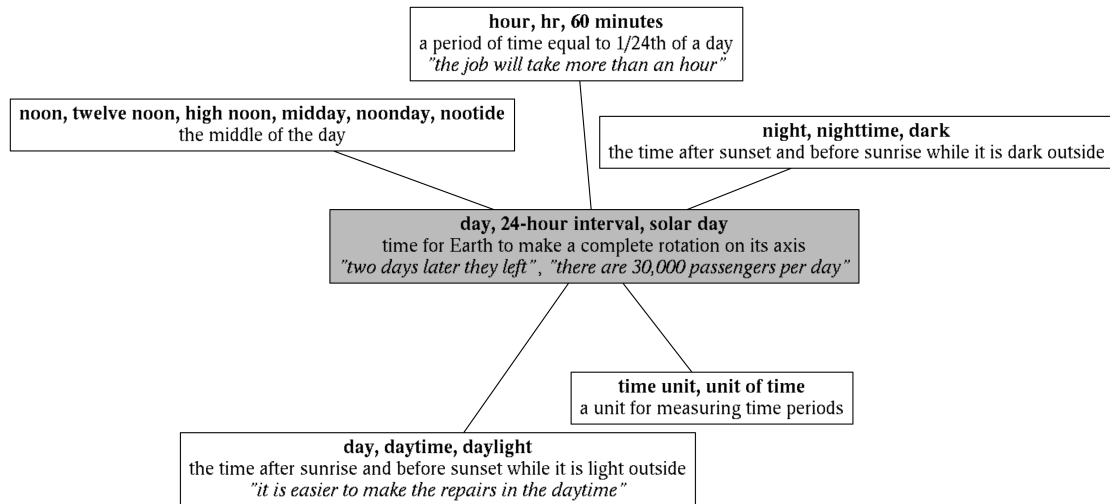 hour, hr, 60 minutes
a period of time equal to 1/24th of a day
"the job will take more than an hour"
noon, twelve noon, high noon, midday, noonday, nootide
the middle of the day
night, nighttime, dark
the time after sunset and before sunrise while it is dark outside
day, 24-hour interval, solar day
time for Earth to make a complete rotation on its axis
"two days later they left", "there are 30,000 passengers per day"
time unit, unit of time
a unit for measuring time periods
day, daytime, daylight
the time after sunrise and before sunset while it is light outside
"it is easier to make the repairs in the daytime"